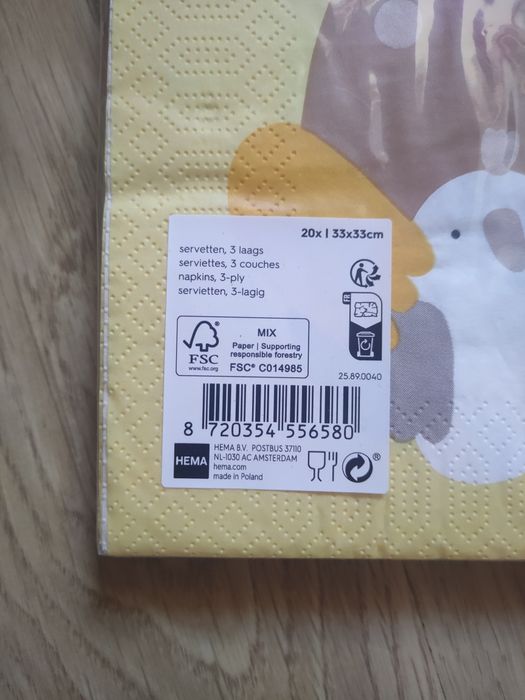 20x | 33x33cm
servetten, 3 laags
serviettes, 3 couches
napkins, 3-ply
servietten, 3-lagig
FR
FSC
www.fsc.org
MIX
Paper | Supporting
responsible forestry
FSC® C014985
25.89.0040
8 720354 556580
HEMA
HEMA B.V. POSTBUS 37110
NL-1030 AC AMSTERDAM
hema.com
made in Poland
®